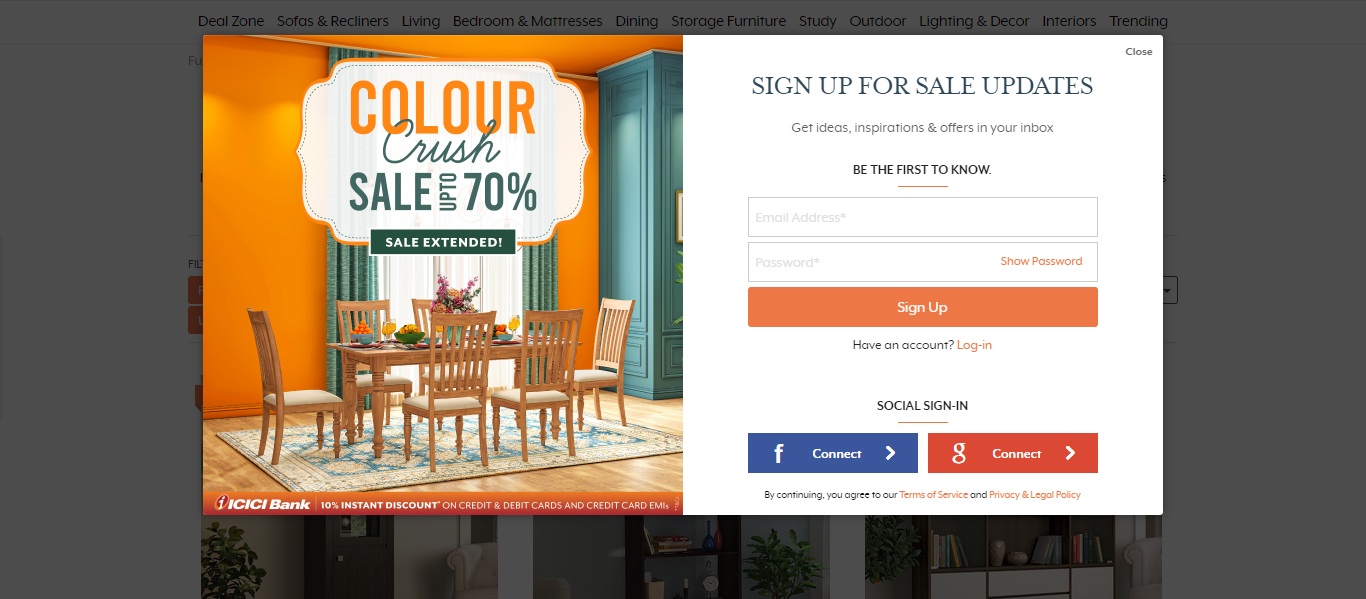 Deal Zone Sofas & Recliners Living Bedroom & Mattresses Dining Storage Furniture Study Outdoor Lighting & Decor Interiors Trending
Close
COLOUR
Crush
SALE UPTO 70%
SALE EXTENDED!
ICICI Bank 10% INSTANT DISCOUNT* ON CREDIT & DEBIT CARDS AND CREDIT CARD EMIs
SIGN UP FOR SALE UPDATES
Get ideas, inspirations & offers in your inbox
BE THE FIRST TO KNOW.
Email Address*
Password* Show Password
Sign Up
Have an account? Log-in
SOCIAL SIGN-IN
f Connect
g Connect
By continuing, you agree to our Terms of Service and Privacy & Legal Policy